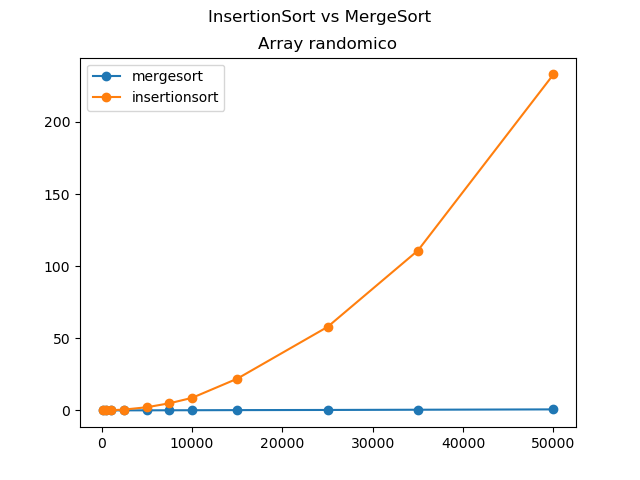 InsertionSort vs MergeSort
Array randomico
mergesort
insertionsort
200
150
100
50
0
0 10000 20000 30000 40000 50000